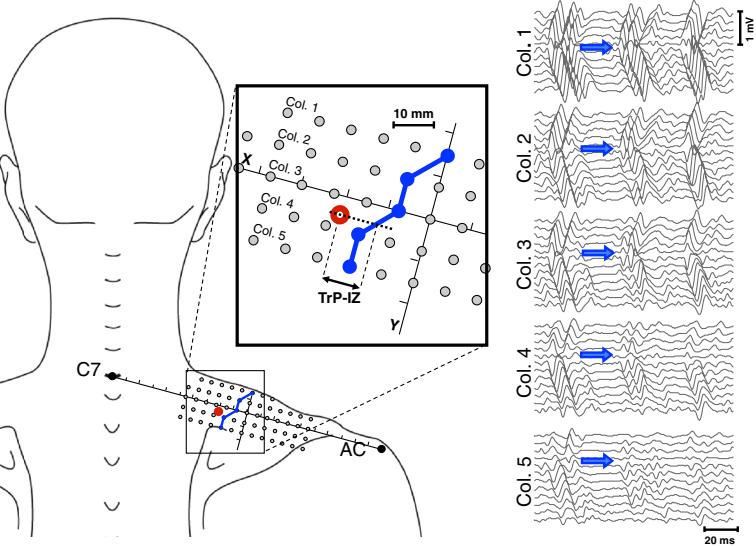 Col. 1
Col. 2
Col. 3
Col. 4
Col. 5
X
Y
10 mm
TrP-IZ
C7
AC
Col. 1
Col. 2
Col. 3
Col. 4
Col. 5
1 mV
20 ms